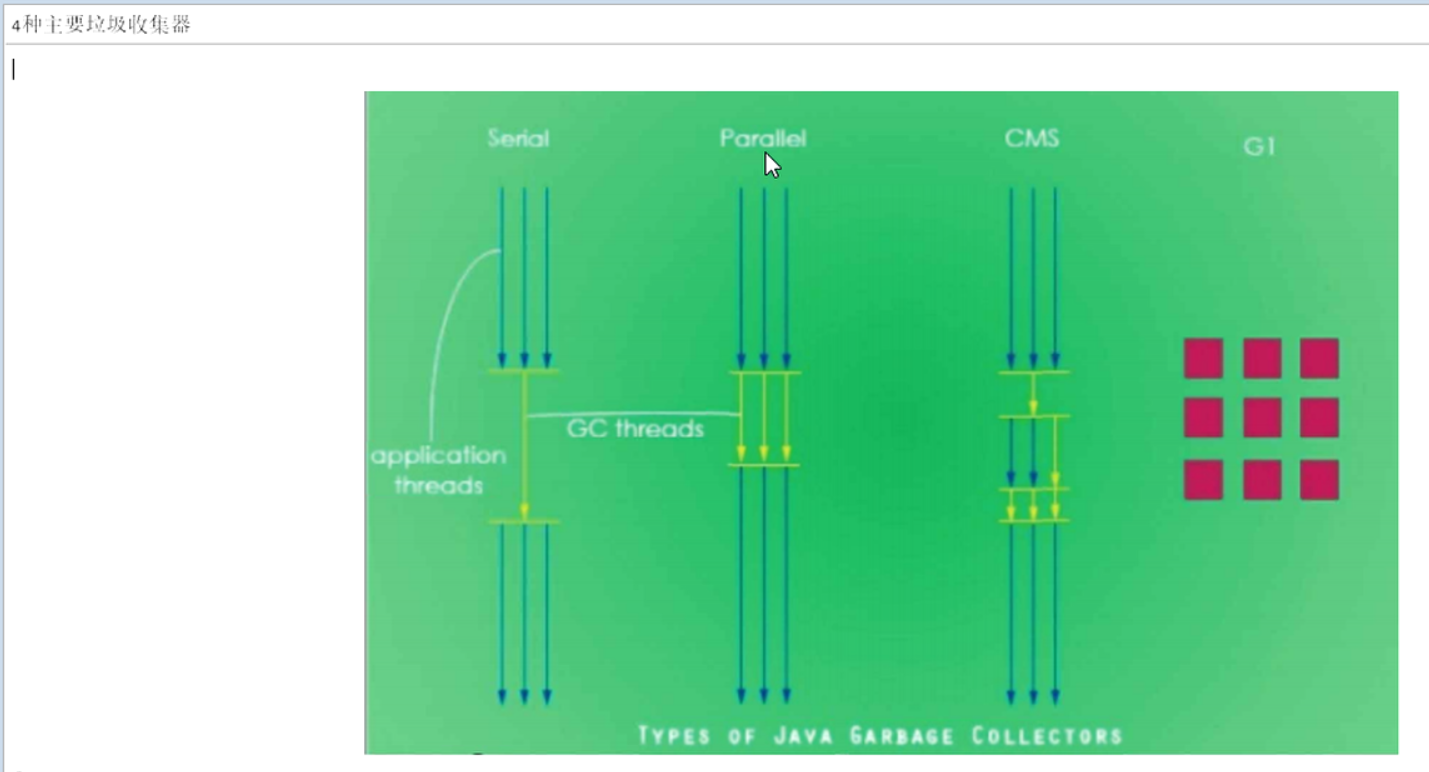 4种主要垃圾收集器
Serial
Parallel
CMS
G1
GC threads
application
threads
TYPES OF JAVA GARBAGE COLLECTORS